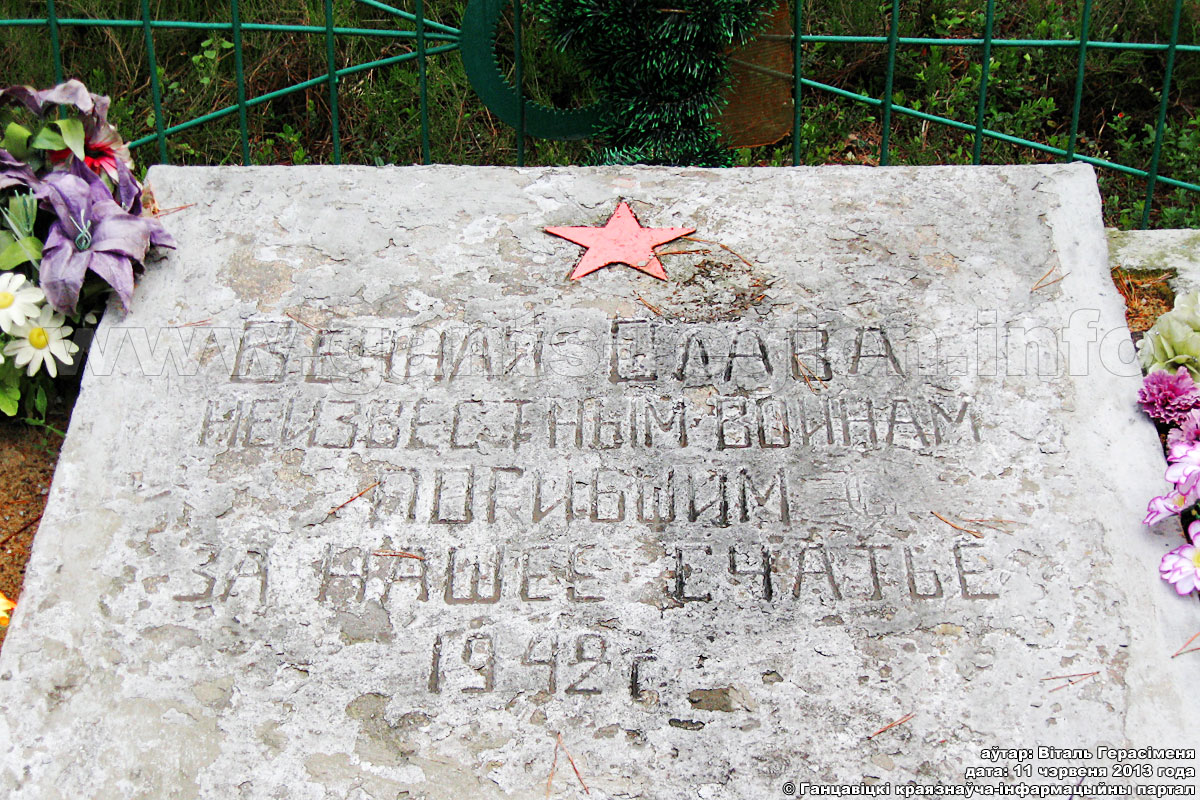 ВЕЧНАЯ СЛАВА
НЕИЗВЕСТНЫМ ВОИНАМ
ПОГИБШИМ
ЗА НАШЕЕ СЧАТЬЕ
1942 г
аўтар: Віталь Герасіменя
дата: 11 чэрвеня 2013 года
© Ганцавіцкі краязнаўча-інфармацыйны партал